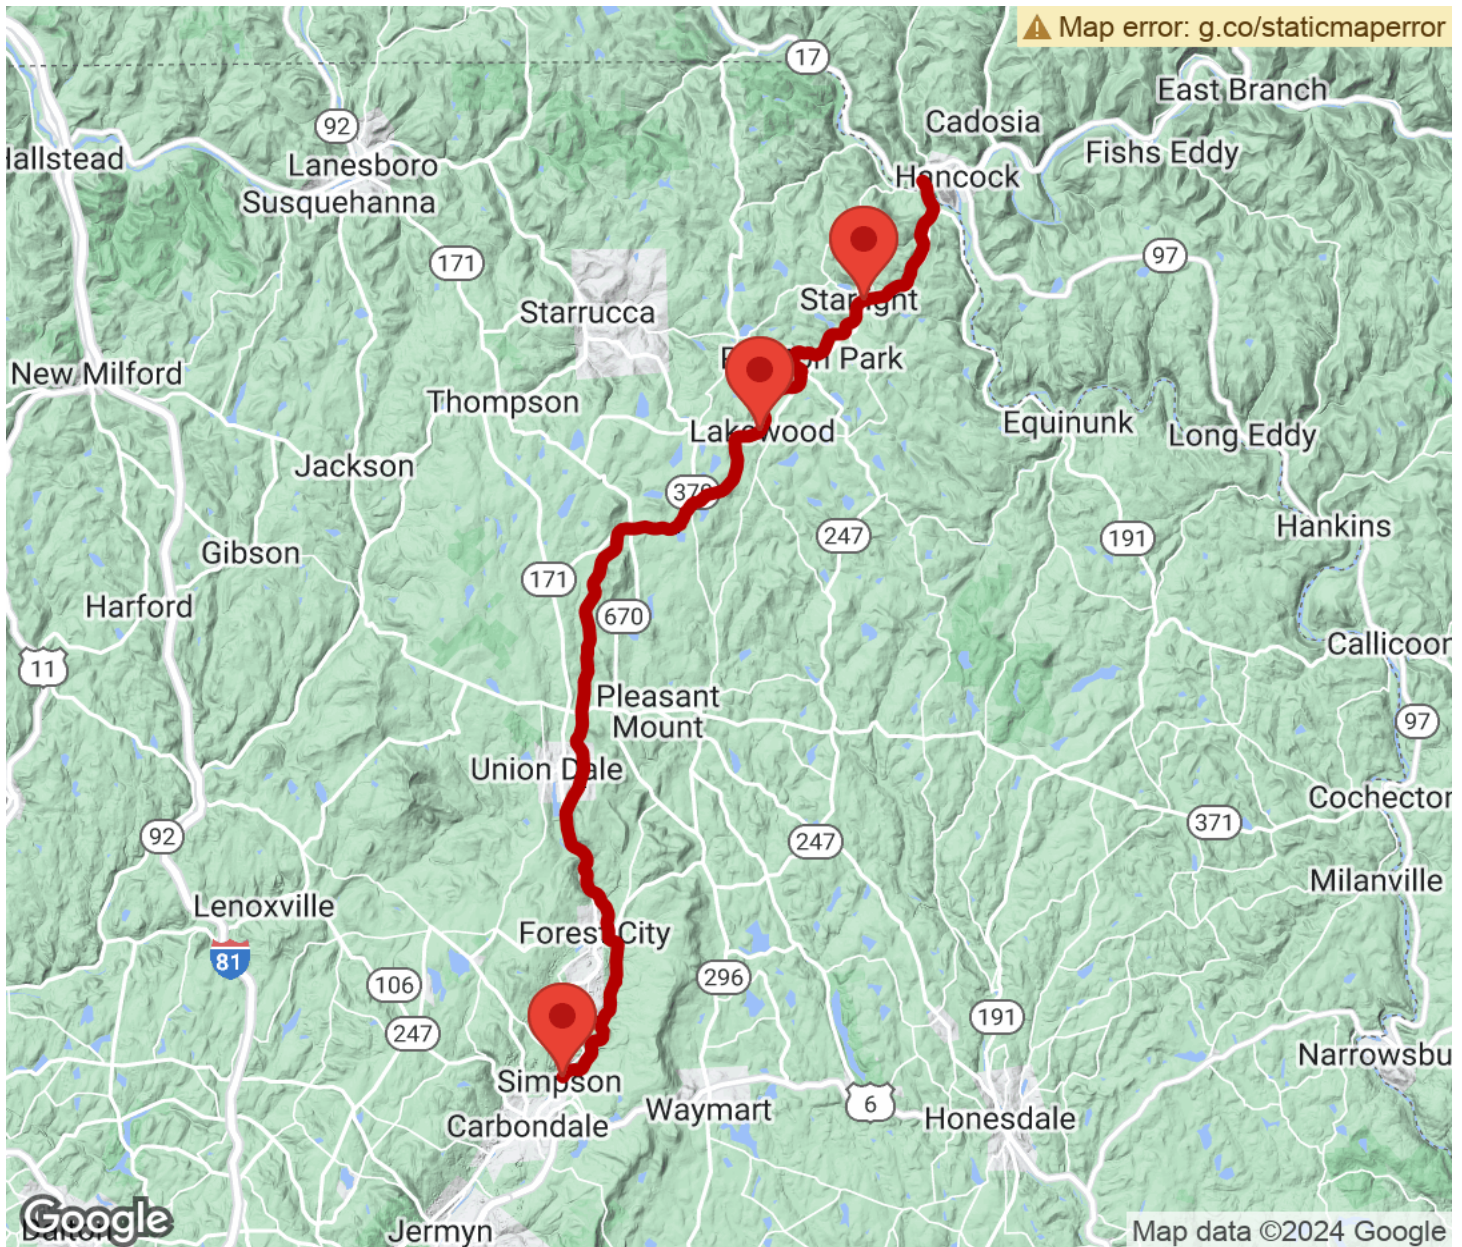 Map error: g.co/staticmaperror
17
East Branch
92
Cadosia
Hallstead
Lanesboro
Fishs Eddy
Hancock
Susquehanna
171
97
Starrucca
Starlight
New Milford
Park
Thompson
Equinunk
Lakewood
Long Eddy
Jackson
370
Hankins
247
191
Gibson
171
Harford
670
Callicoon
11
Pleasant
Mount
97
Union Dale
Cochecton
371
92
247
Milanville
Lenoxville
Forest City
81
296
106
191
247
Narrowsbu
Simpson
6
Waymart
Honesdale
Carbondale
Google
Dalton
Jermyn
Map data ©2024 Google